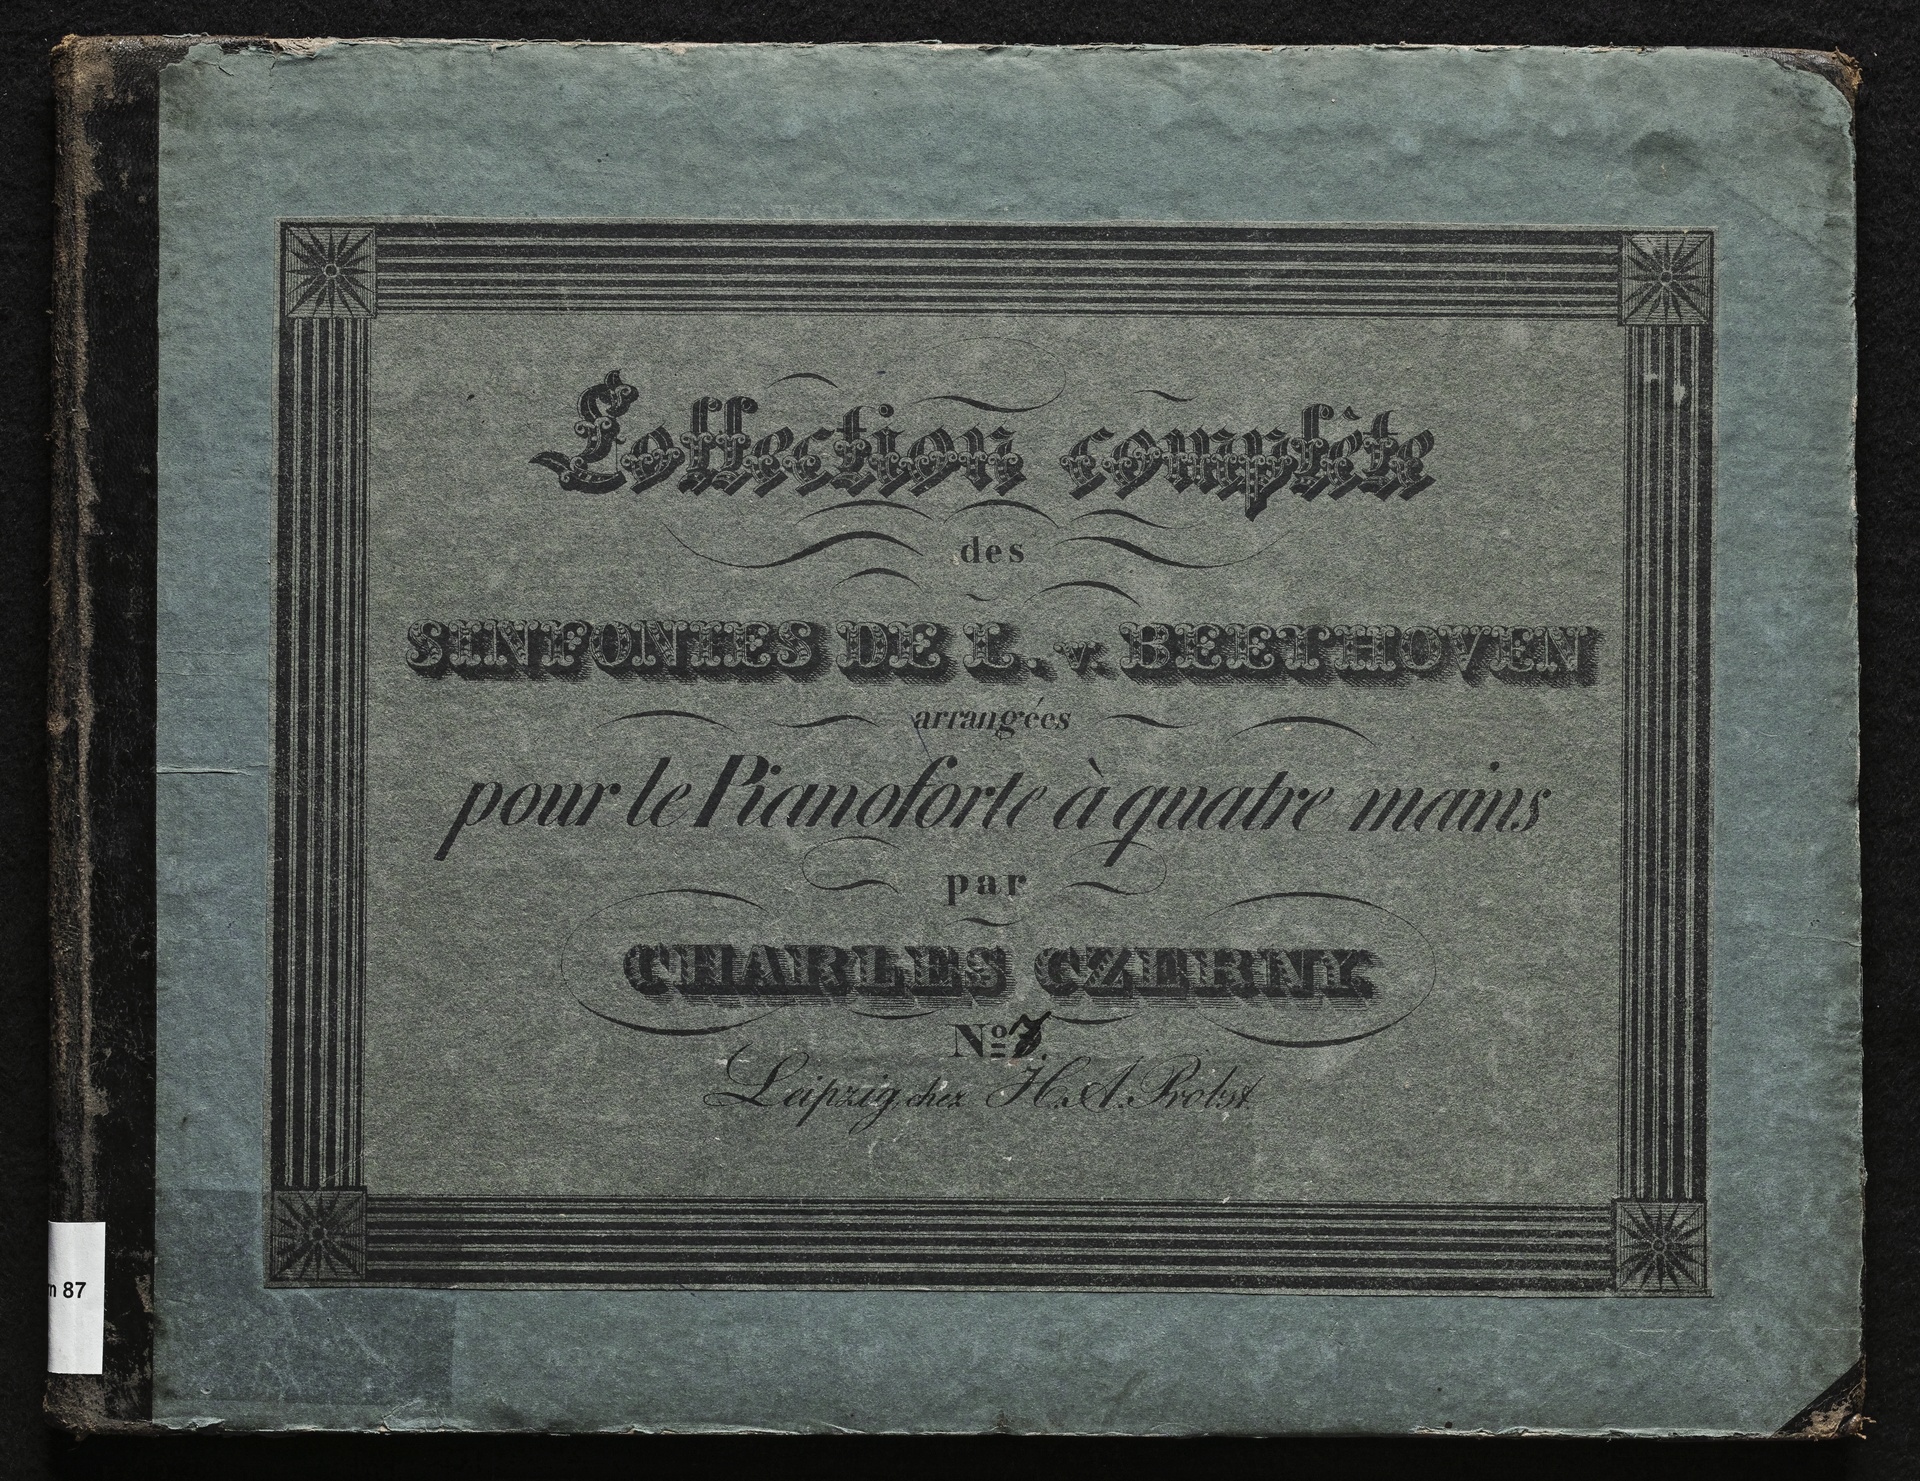 Collection complète
des
SINFONIES DE L. v. BEETHOVEN
arrangées
pour le Pianoforte à quatre mains
par
CHARLES CZERNY
Nº 7.
Leipzig, chez H. A. Probst.
n 87